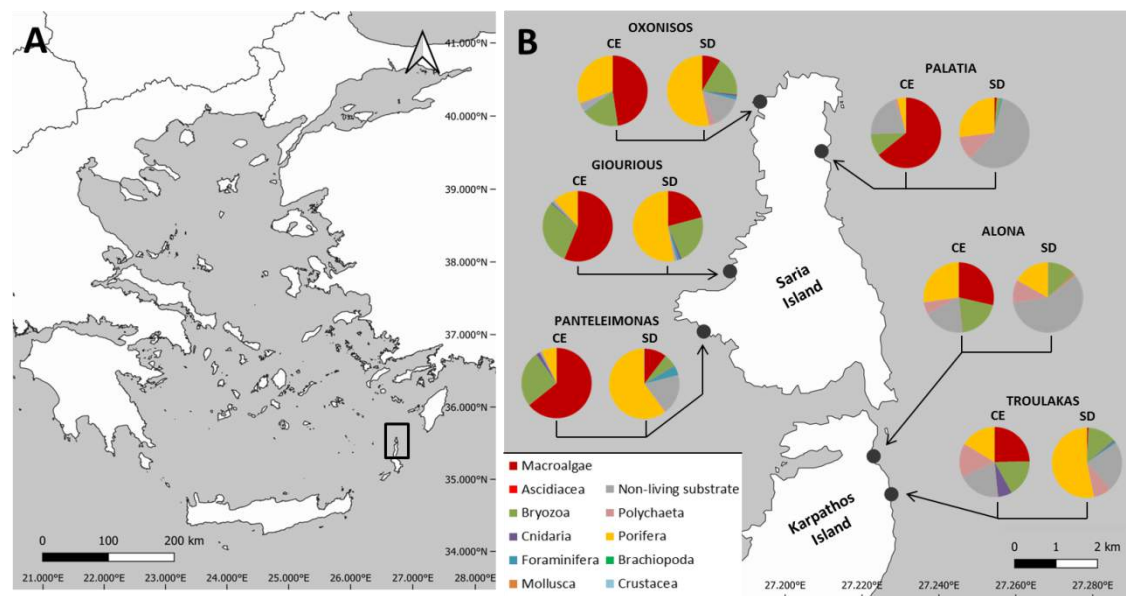 A
41.000°N
40.000°N
39.000°N
38.000°N
37.000°N
36.000°N
35.000°N
34.000°N
0 100 200 km
21.000°E 22.000°E 23.000°E 24.000°E 25.000°E 26.000°E 27.000°E 28.000°E
B
OXONISOS
CE SD
PALATIA
CE SD
GIOURIOUS
CE SD
ALONA
CE SD
Saria
Island
PANTELEIMONAS
CE SD
TROULAKAS
CE SD
Karpathos
Island
Macroalgae
Ascidiacea Non-living substrate
Bryozoa Polychaeta
Cnidaria Porifera
Foraminifera Brachiopoda
Mollusca Crustacea
0 1 2 km
27.200°E 27.220°E 27.240°E 27.260°E 27.280°E